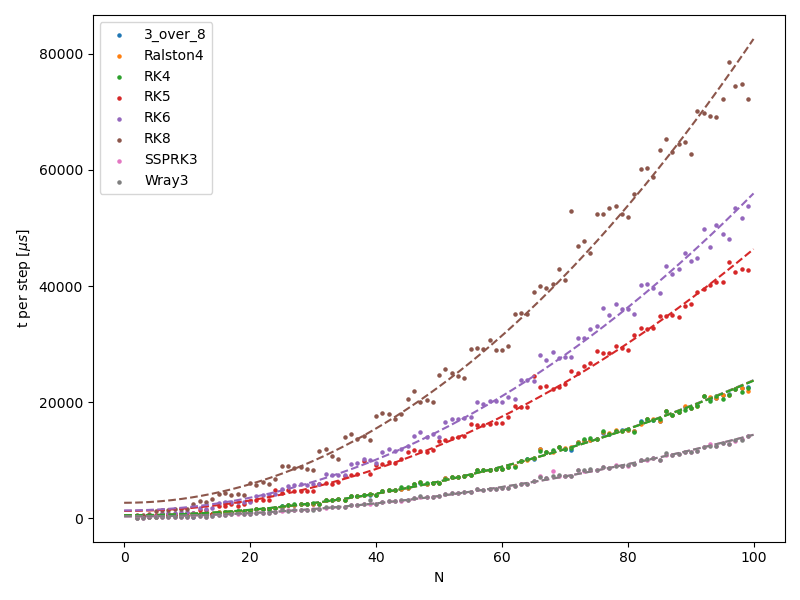 3_over_8
Ralston4
RK4
RK5
RK6
RK8
SSPRK3
Wray3
t per step [μs]
80000
60000
40000
20000
0
0 20 40 60 80 100
N